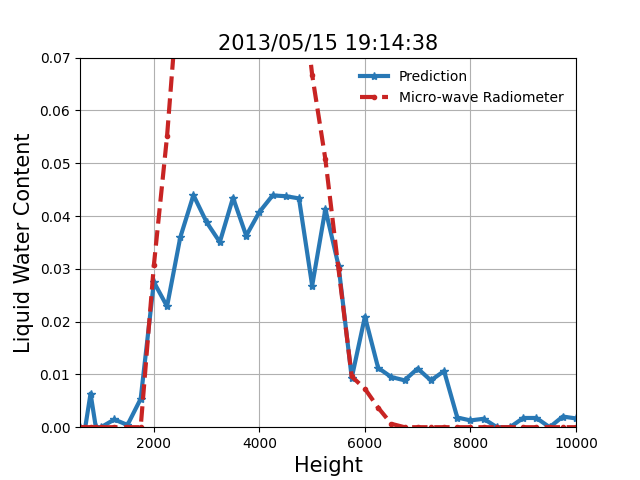 2013/05/15 19:14:38
0.07
0.06
0.05
0.04
0.03
0.02
0.01
0.00
Liquid Water Content
Prediction
Micro-wave Radiometer
2000 4000 6000 8000 10000
Height